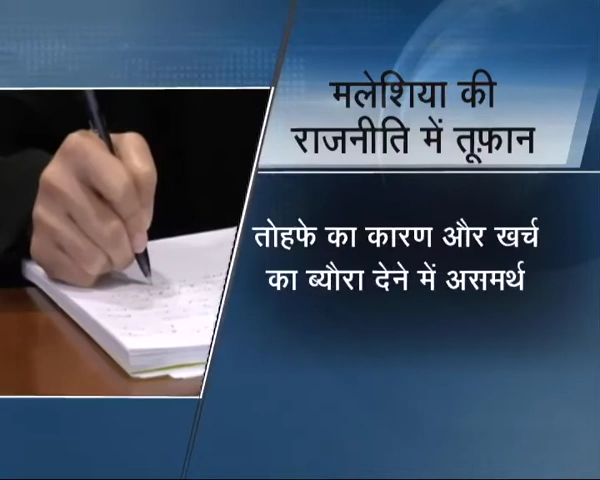 मलेशिया की
राजनीति में तूफ़ान
तोहफे का कारण और खर्च
का ब्यौरा देने में असमर्थ